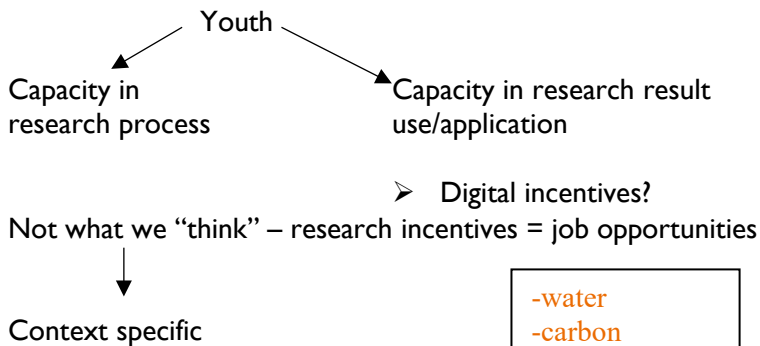 Youth
Capacity in
research process
Capacity in research result
use/application
➢ Digital incentives?
Not what we “think” – research incentives = job opportunities
Context specific
-water
-carbon